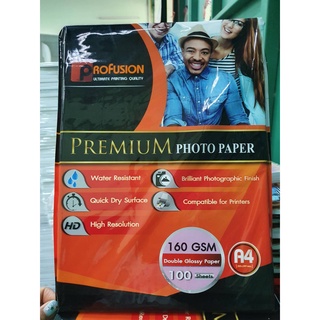 PROFUSION
ULTIMATE PRINTING QUALITY
PREMIUM PHOTO PAPER
Water Resistant
Brilliant Photographic Finish
Quick Dry Surface
Compatible for Printers
HD
High Resolution
160 GSM
Double Glossy Paper
100 Sheets
A4